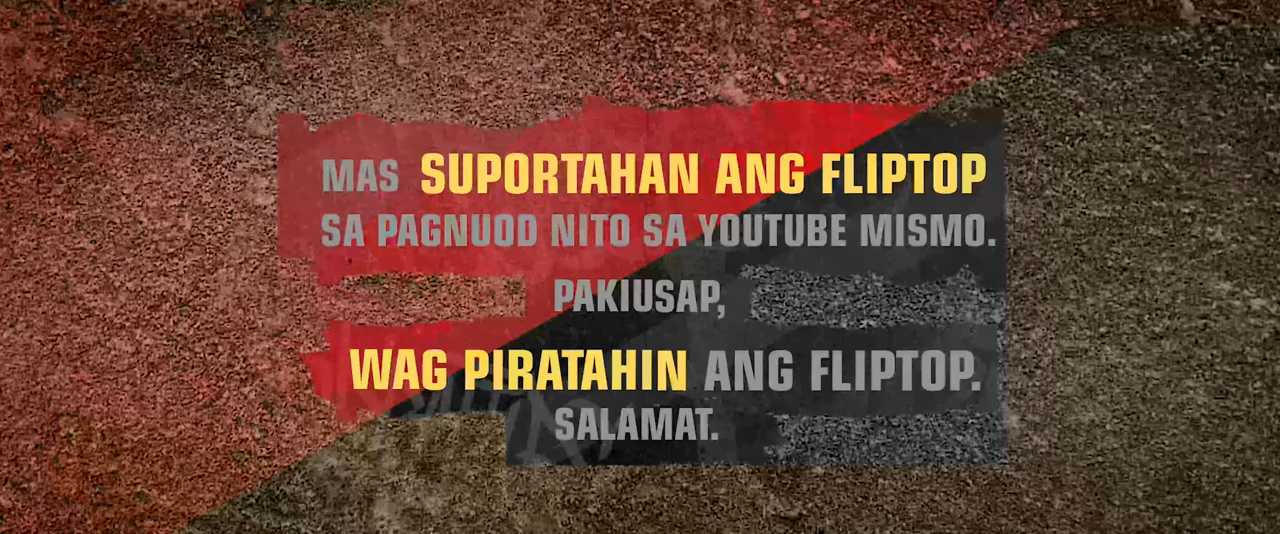 MAS SUPORTAHAN ANG FLIPTOP
SA PAGNUOD NITO SA YOUTUBE MISMO.
PAKIUSAP,
WAG PIRATAHIN ANG FLIPTOP.
SALAMAT.